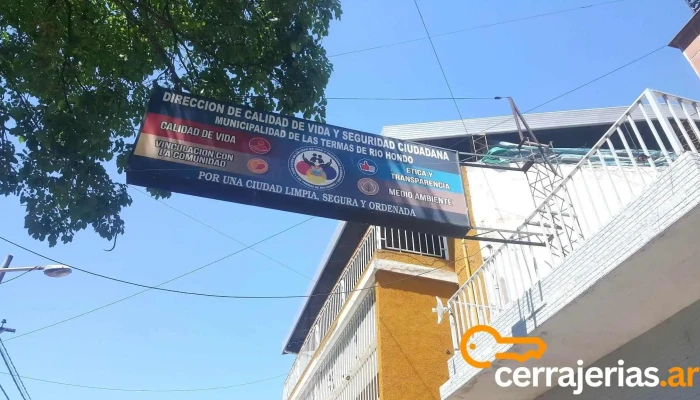 DIRECCION DE CALIDAD DE VIDA Y SEGURIDAD CIUDADANA
MUNICIPALIDAD DE LAS TERMAS DE RIO HONDO
CALIDAD DE VIDA
VINCULACION CON LA COMUNIDAD
ETICA Y TRANSPARENCIA
MEDIO AMBIENTE
POR UNA CIUDAD LIMPIA, SEGURA Y ORDENADA
cerrajerias.ar